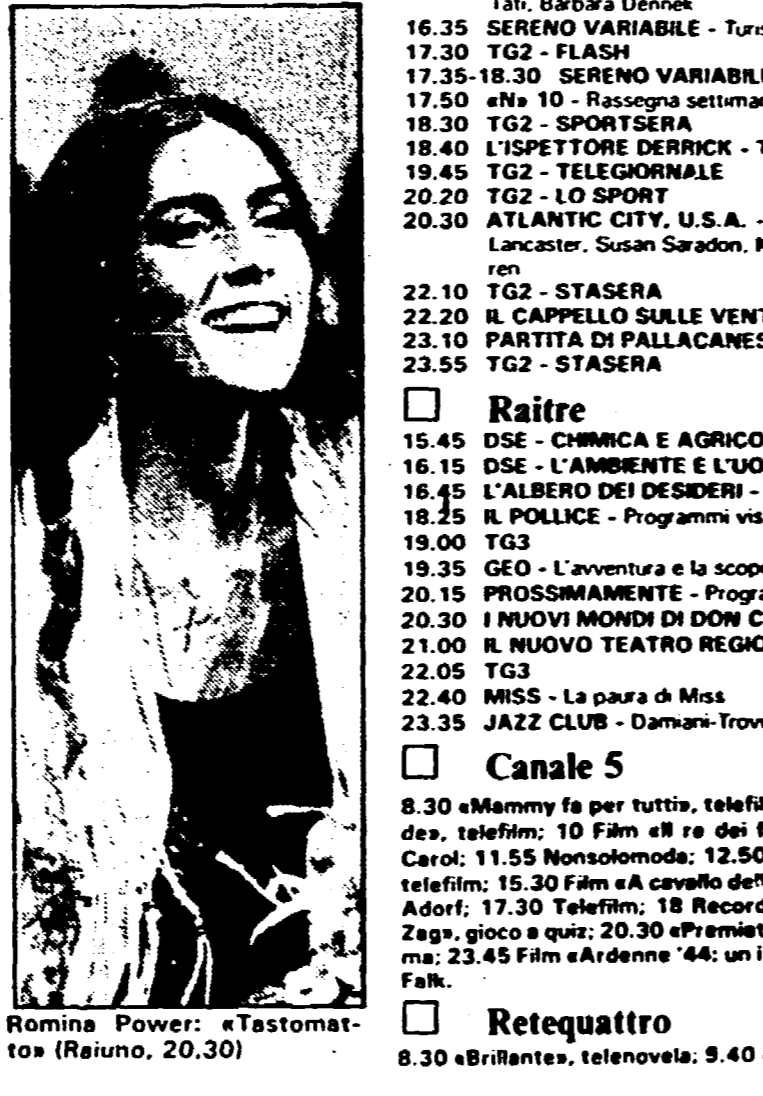 Tati, Barbara Dennek
16.35 SERENO VARIABILE - Turis
17.30 TG2 - FLASH
17.35-18.30 SERENO VARIABIL
17.50 «N» 10 - Rassegna settima
18.30 TG2 - SPORTSERA
18.40 L'ISPETTORE DERRICK - T
19.45 TG2 - TELEGIORNALE
20.20 TG2 - LO SPORT
20.30 ATLANTIC CITY, U.S.A. -
Lancaster, Susan Saradon, M
ren
22.10 TG2 - STASERA
22.20 IL CAPPELLO SULLE VENT
23.10 PARTITA DI PALLACANES
23.55 TG2 - STASERA
Raitre
15.45 DSE - CHIMICA E AGRICO
16.15 DSE - L'AMBIENTE E L'UO
16.45 L'ALBERO DEI DESIDERI -
18.25 IL POLLICE - Programmi vis
19.00 TG3
19.35 GEO - L'avventura e la scope
20.15 PROSSIMAMENTE - Progra
20.30 I NUOVI MONDI DI DON C
21.00 IL NUOVO TEATRO REGIO
22.05 TG3
22.40 MISS - La paura di Miss
23.35 JAZZ CLUB - Damiani-Trov
Canale 5
8.30 «Mammy fa per tutti», telefil
de», telefilm; 10 Film «Il re dei f
Carol; 11.55 Nonsolomoda; 12.50
telefilm; 15.30 Film «A cavallo del
Adorf; 17.30 Telefilm; 18 Record
Zag», gioco a quiz; 20.30 «Premiat
ma; 23.45 Film «Ardenne '44: un i
Falk.
Retequattro
8.30 «Brillante», telenovela; 9.40
Romina Power: «Tastomat-
to» (Raiuno, 20.30)